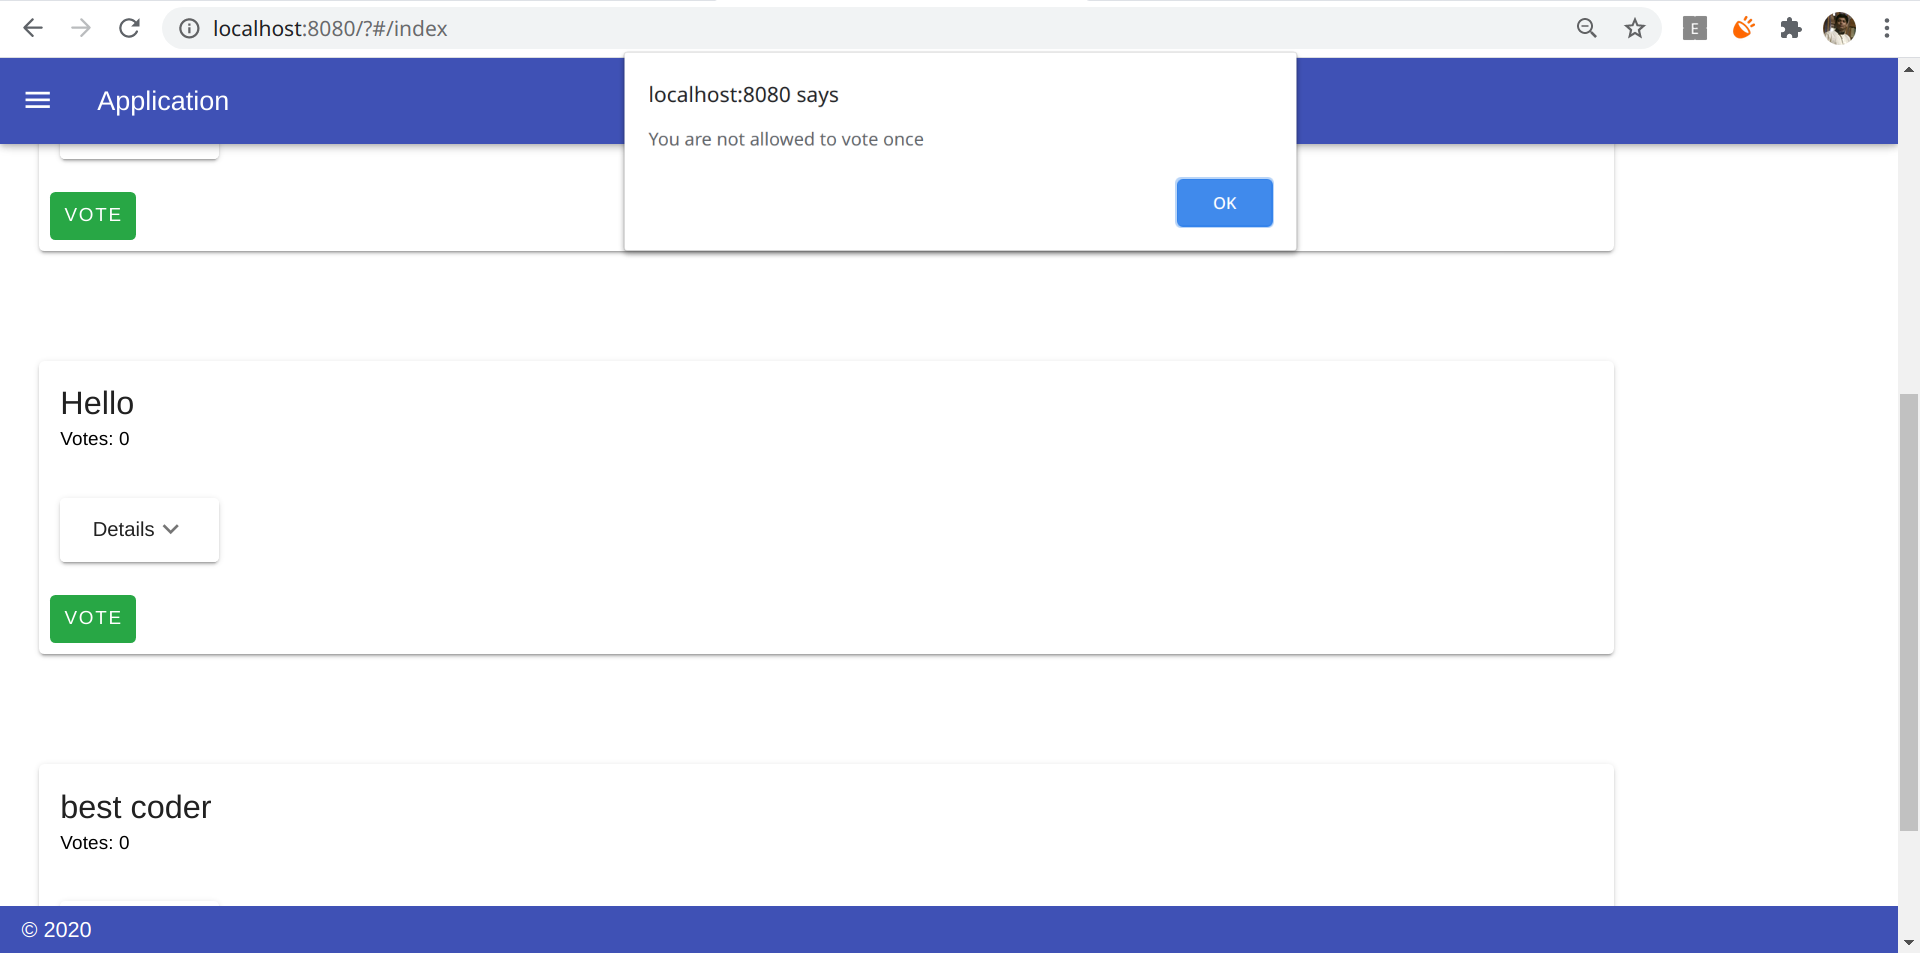 localhost:8080/?#/index
E
Application
localhost:8080 says
You are not allowed to vote once
OK
VOTE
Hello
Votes: 0
Details
VOTE
best coder
Votes: 0
© 2020